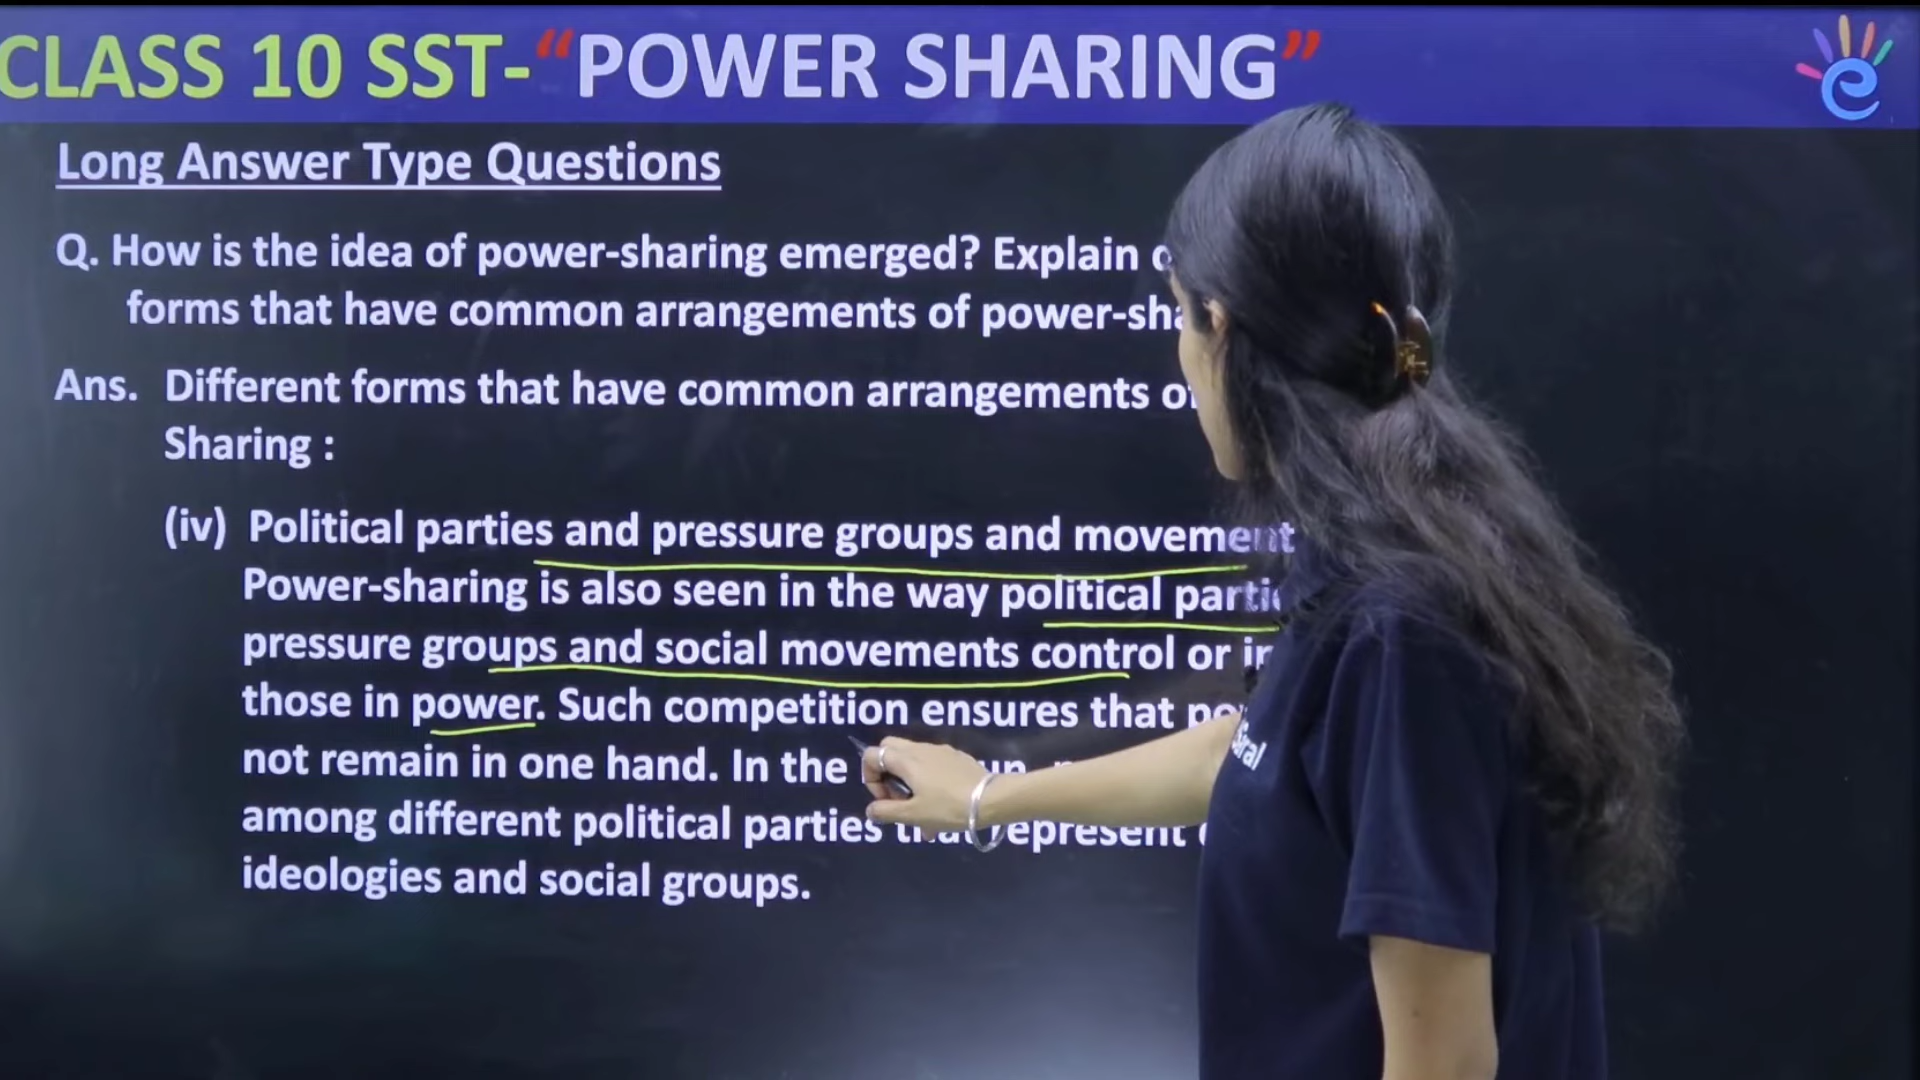 CLASS 10 SST-“POWER SHARING”
Long Answer Type Questions
Q. How is the idea of power-sharing emerged? Explain
forms that have common arrangements of
Ans. Different forms that have common arrangements
Sharing :
(iv) Political parties and pressure groups and movement
Power-sharing is also seen in the way political
pressure groups and social movements control or
those in power. Such competition ensures that
not remain in one hand. In the
among different political parties that represent
ideologies and social groups.